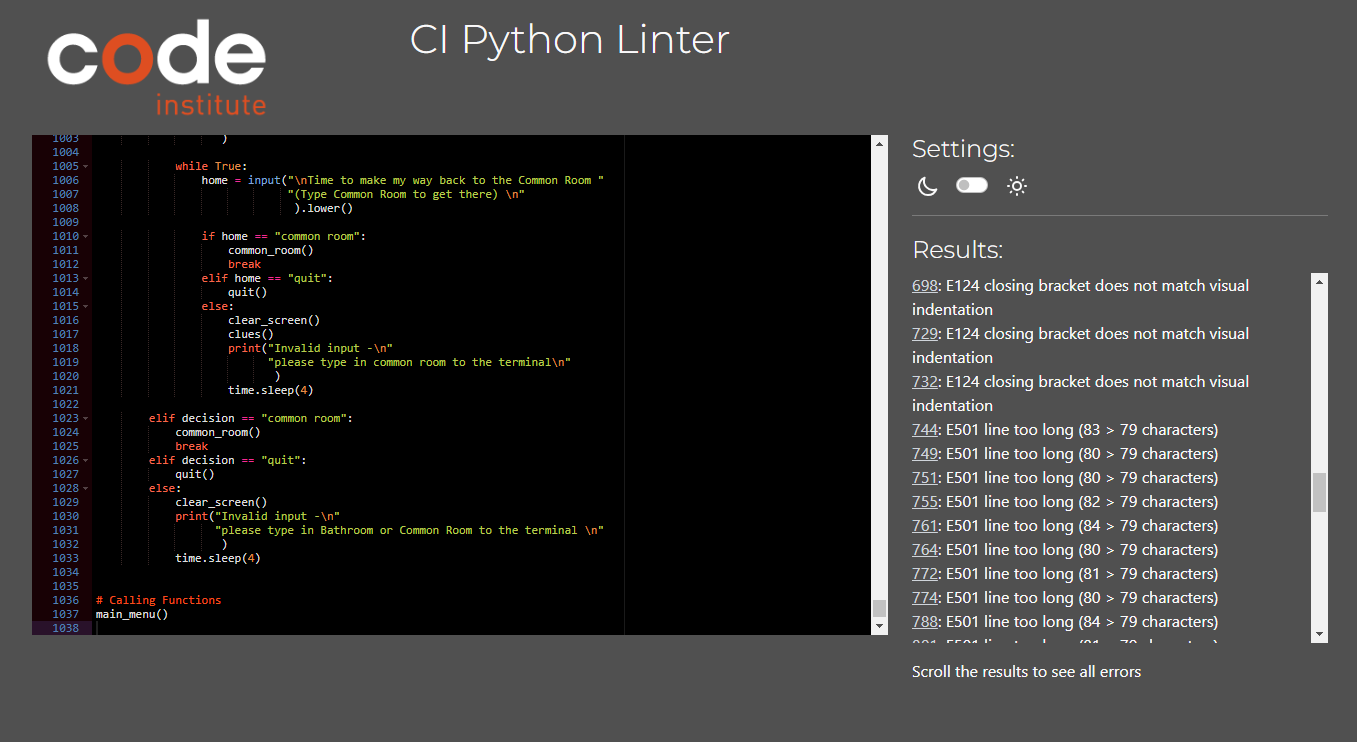 code
institute
CI Python Linter
1003 )
1004
1005 while True:
1006 home = input("\nTime to make my way back to the Common Room "
1007 "(Type Common Room to get there) \n"
1008 ).lower()
1009
1010 if home == "common room":
1011 common_room()
1012 break
1013 elif home == "quit":
1014 quit()
1015 else:
1016 clear_screen()
1017 clues()
1018 print("Invalid input -\n"
1019 "please type in common room to the terminal\n"
1020 )
1021 time.sleep(4)
1022
1023 elif decision == "common room":
1024 common_room()
1025 break
1026 elif decision == "quit":
1027 quit()
1028 else:
1029 clear_screen()
1030 print("Invalid input -\n"
1031 "please type in Bathroom or Common Room to the terminal \n"
1032 )
1033 time.sleep(4)
1034
1035
1036 # Calling Functions
1037 main_menu()
1038
Settings:
Results:
698: E124 closing bracket does not match visual
indentation
729: E124 closing bracket does not match visual
indentation
732: E124 closing bracket does not match visual
indentation
744: E501 line too long (83 > 79 characters)
749: E501 line too long (80 > 79 characters)
751: E501 line too long (80 > 79 characters)
755: E501 line too long (82 > 79 characters)
761: E501 line too long (84 > 79 characters)
764: E501 line too long (80 > 79 characters)
772: E501 line too long (81 > 79 characters)
774: E501 line too long (80 > 79 characters)
788: E501 line too long (84 > 79 characters)
E501 line too long
Scroll the results to see all errors